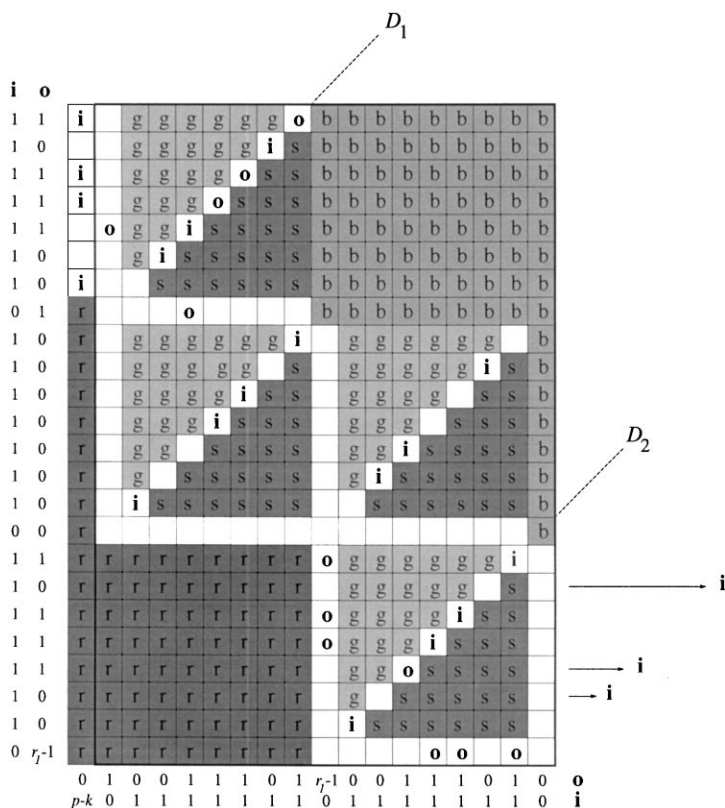 D1
i o
1 1 i g g g g g g o b b b b b b b b b
1 0 g g g g g i s b b b b b b b b b
1 1 i g g g g o s s b b b b b b b b b
1 1 i g g g o s s s b b b b b b b b b
1 1 o g g i s s s s b b b b b b b b b
1 0 g i s s s s s b b b b b b b b b
1 0 i s s s s s s b b b b b b b b b
0 1 r o b b b b b b b b b
1 0 r g g g g g g i g g g g g g b
1 0 r g g g g g s g g g g g i s b
1 0 r g g g g i s s g g g g s s b
1 0 r g g g i s s s g g g s s s b
D2
1 0 r g g s s s s g g i s s s s b
1 0 r g s s s s s g i s s s s s b
1 0 r i s s s s s s s s s s s s b
0 0 r b
1 1 r r r r r r r r r o g g g g g g i
1 0 r r r r r r r r r g g g g g s i
1 1 r r r r r r r r r o g g g g i s s
1 1 r r r r r r r r r o g g g i s s s
1 1 r r r r r r r r r g g o s s s s i
1 0 r r r r r r r r r g s s s s s i
1 0 r r r r r r r r r i s s s s s s
0 r1-1 r r r r r r r r r o o o
0 1 0 0 1 1 1 0 1 r1-1 0 0 1 1 1 0 1 0 o
p-k 0 1 1 1 1 1 1 1 0 1 1 1 1 1 1 1 0 i